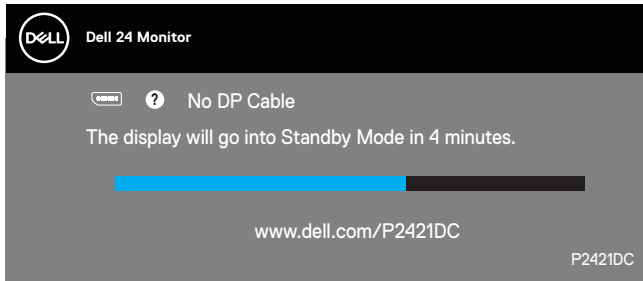 DELL
Dell 24 Monitor
? No DP Cable
The display will go into Standby Mode in 4 minutes.
www.dell.com/P2421DC
P2421DC